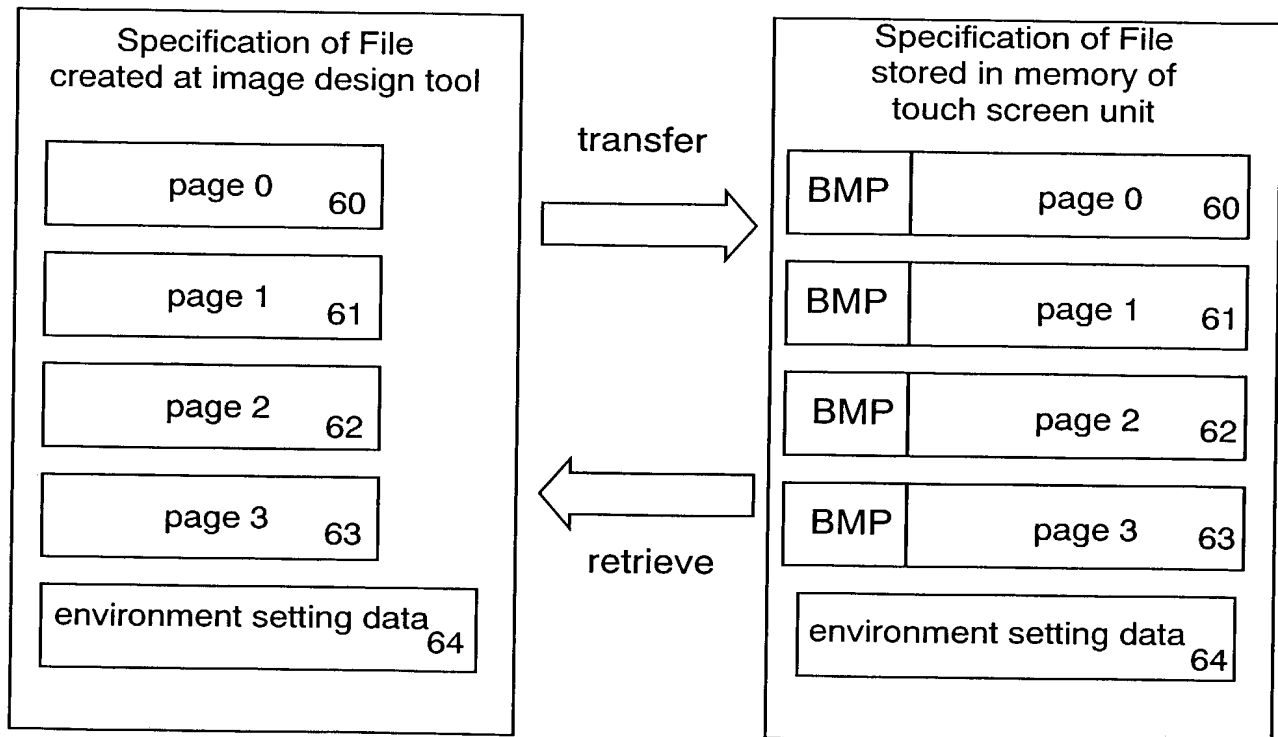 Specification of File
created at image design tool
page 0 60
page 1 61
page 2 62
page 3 63
environment setting data 64
transfer
retrieve
Specification of File
stored in memory of
touch screen unit
BMP page 0 60
BMP page 1 61
BMP page 2 62
BMP page 3 63
environment setting data 64